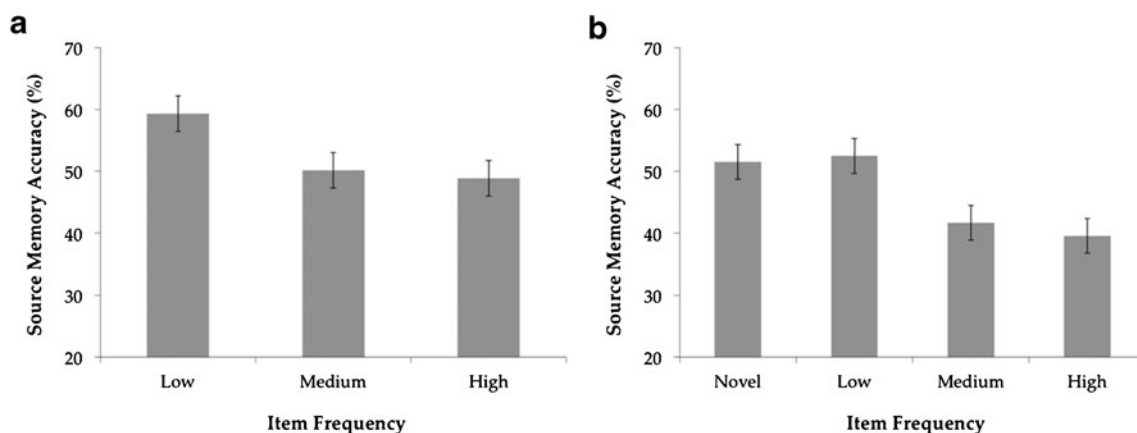 a
70
60
50
40
30
20
Source Memory Accuracy (%)
Low Medium High
Item Frequency
b
70
60
50
40
30
20
Source Memory Accuracy (%)
Novel Low Medium High
Item Frequency